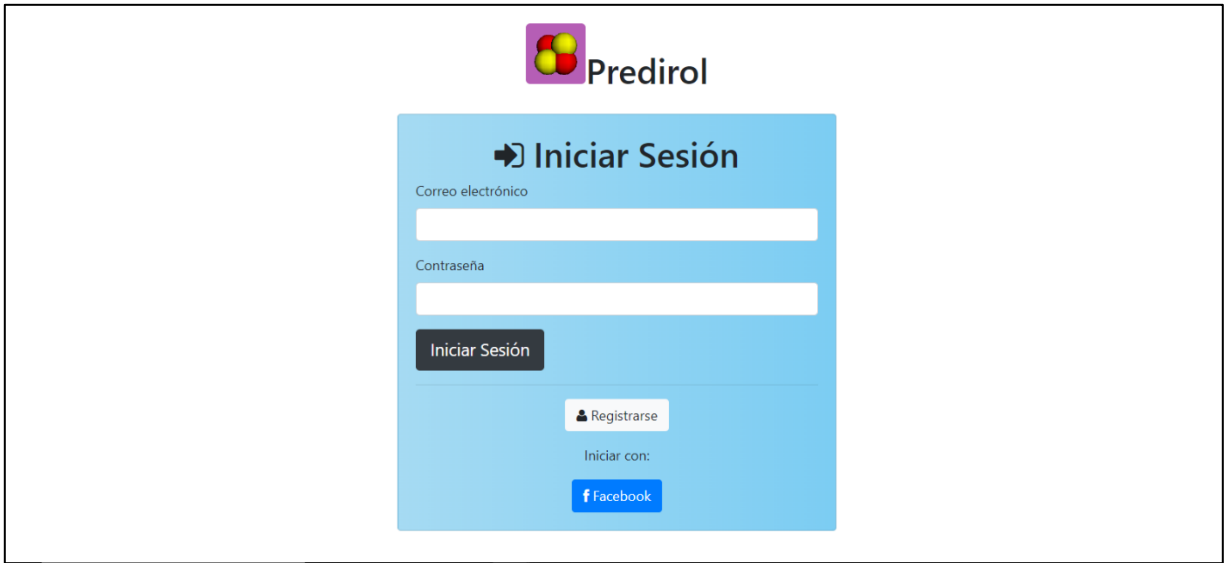 Predirol
Iniciar Sesión
Correo electrónico
Contraseña
Iniciar Sesión
Registrarse
Iniciar con:
Facebook